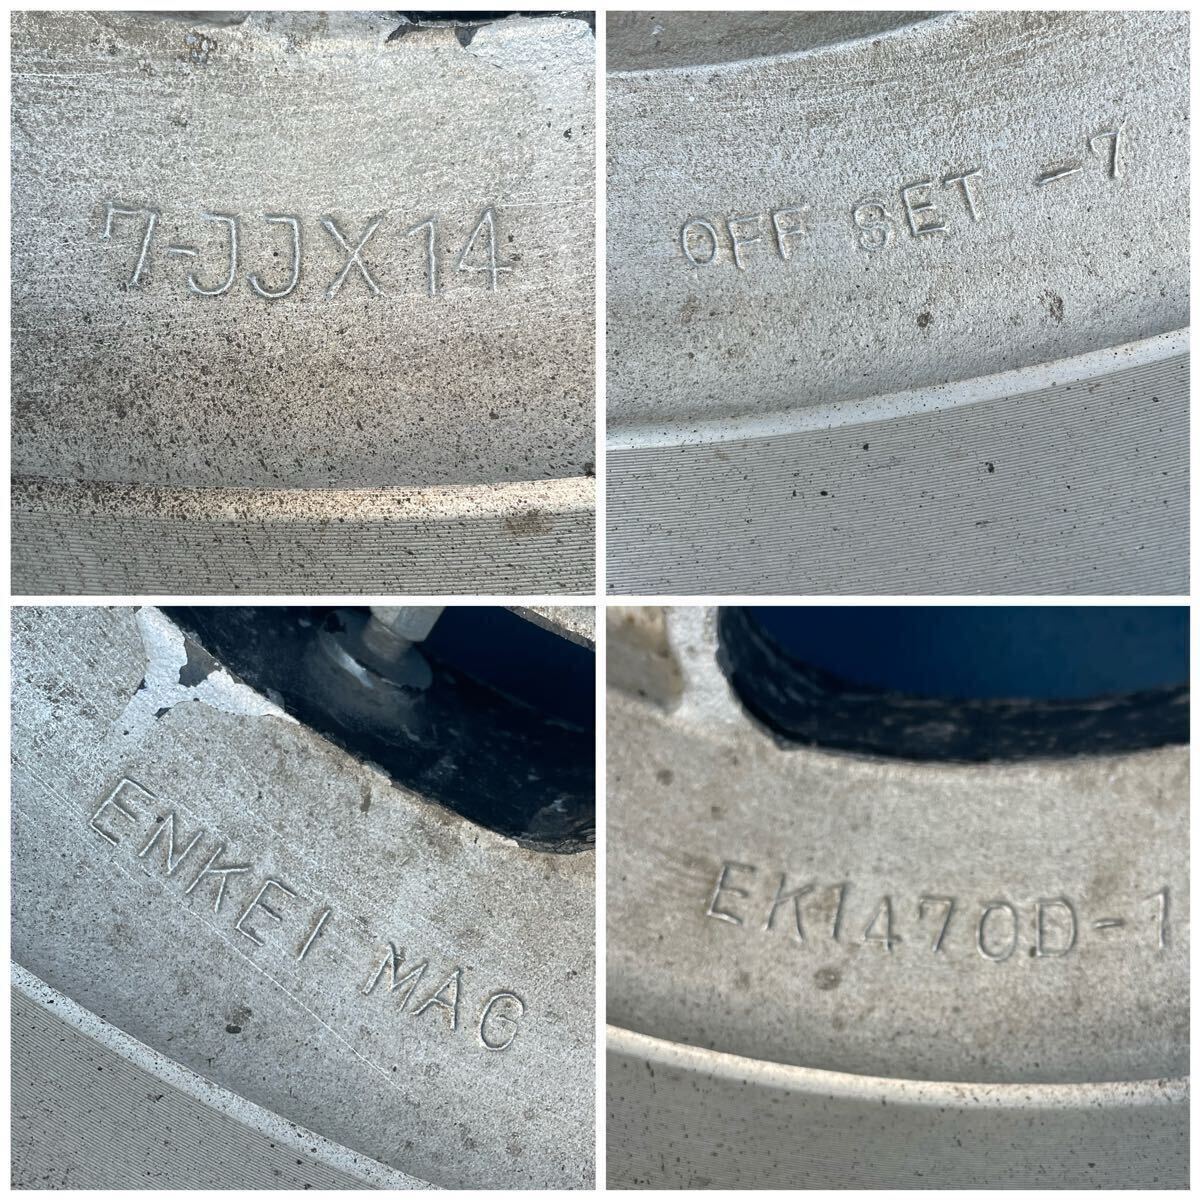 7-JJX14
OFF SET -7
ENKEI MAG
EK1470D-1